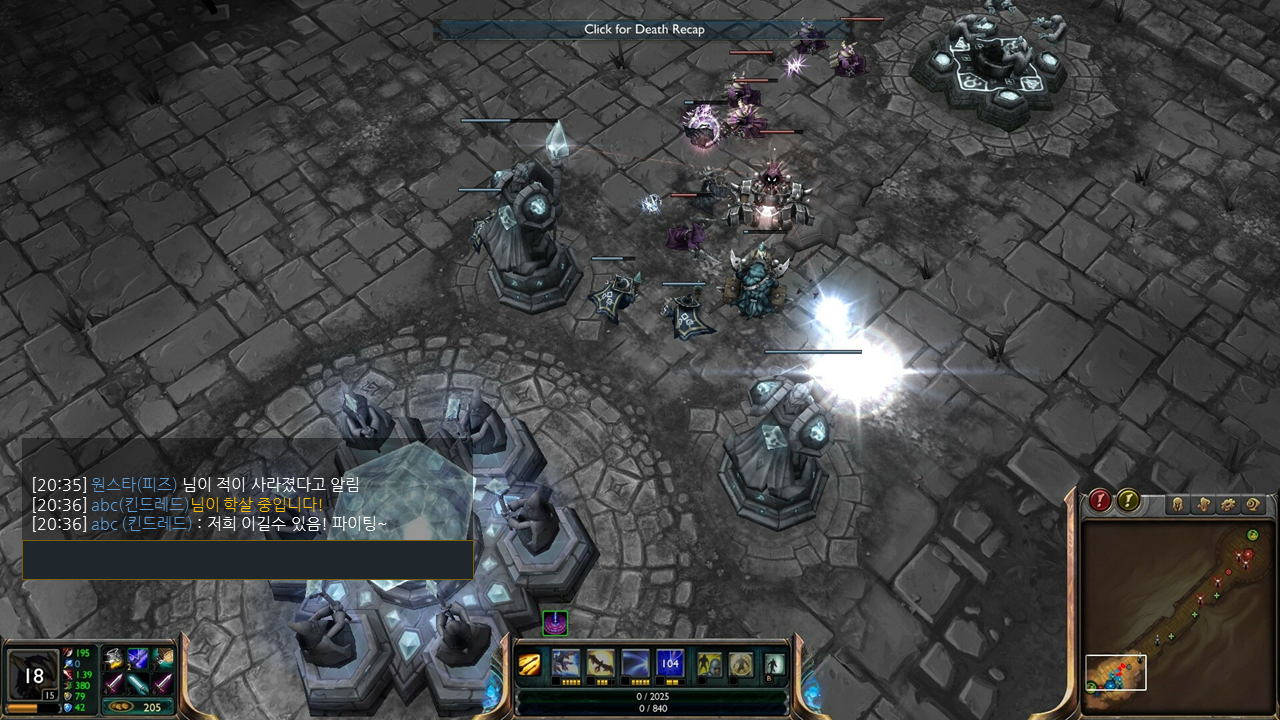 Click for Death Recap
[20:35] 원스타(피즈) 님이 적이 사라졌다고 알림
[20:36] abc(킨드레드) 님이 학살 중입니다!
[20:36] abc (킨드레드) : 저희 이길수 있음! 파이팅~
18
15
195
0
1.39
380
79
42
205
104
B
0 / 2025
0 / 840